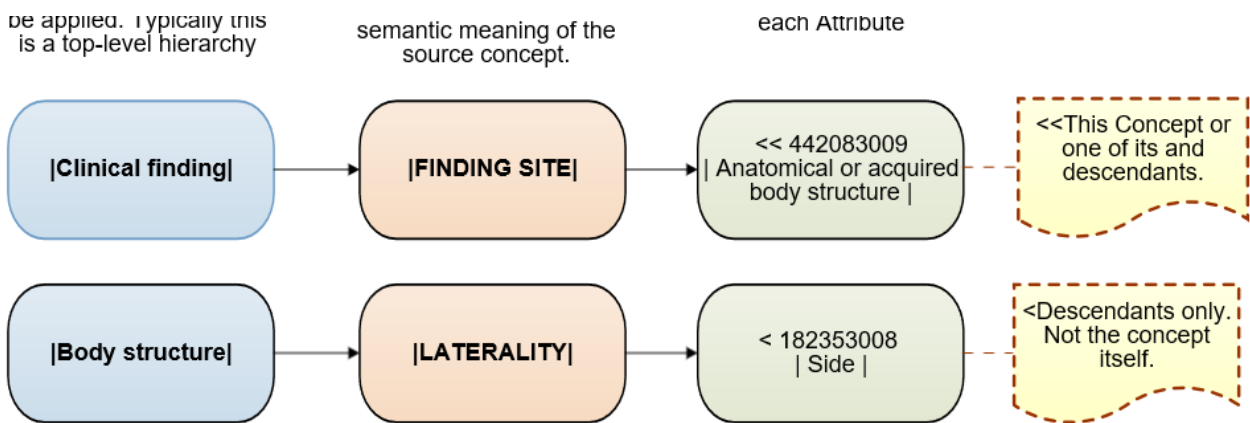 be applied. Typically this
is a top-level hierarchy
semantic meaning of the
source concept.
each Attribute
|Clinical finding|
|FINDING SITE|
<< 442083009
| Anatomical or acquired
body structure |
<<This Concept or
one of its and
descendants.
|Body structure|
|LATERALITY|
< 182353008
| Side |
<Descendants only.
Not the concept
itself.